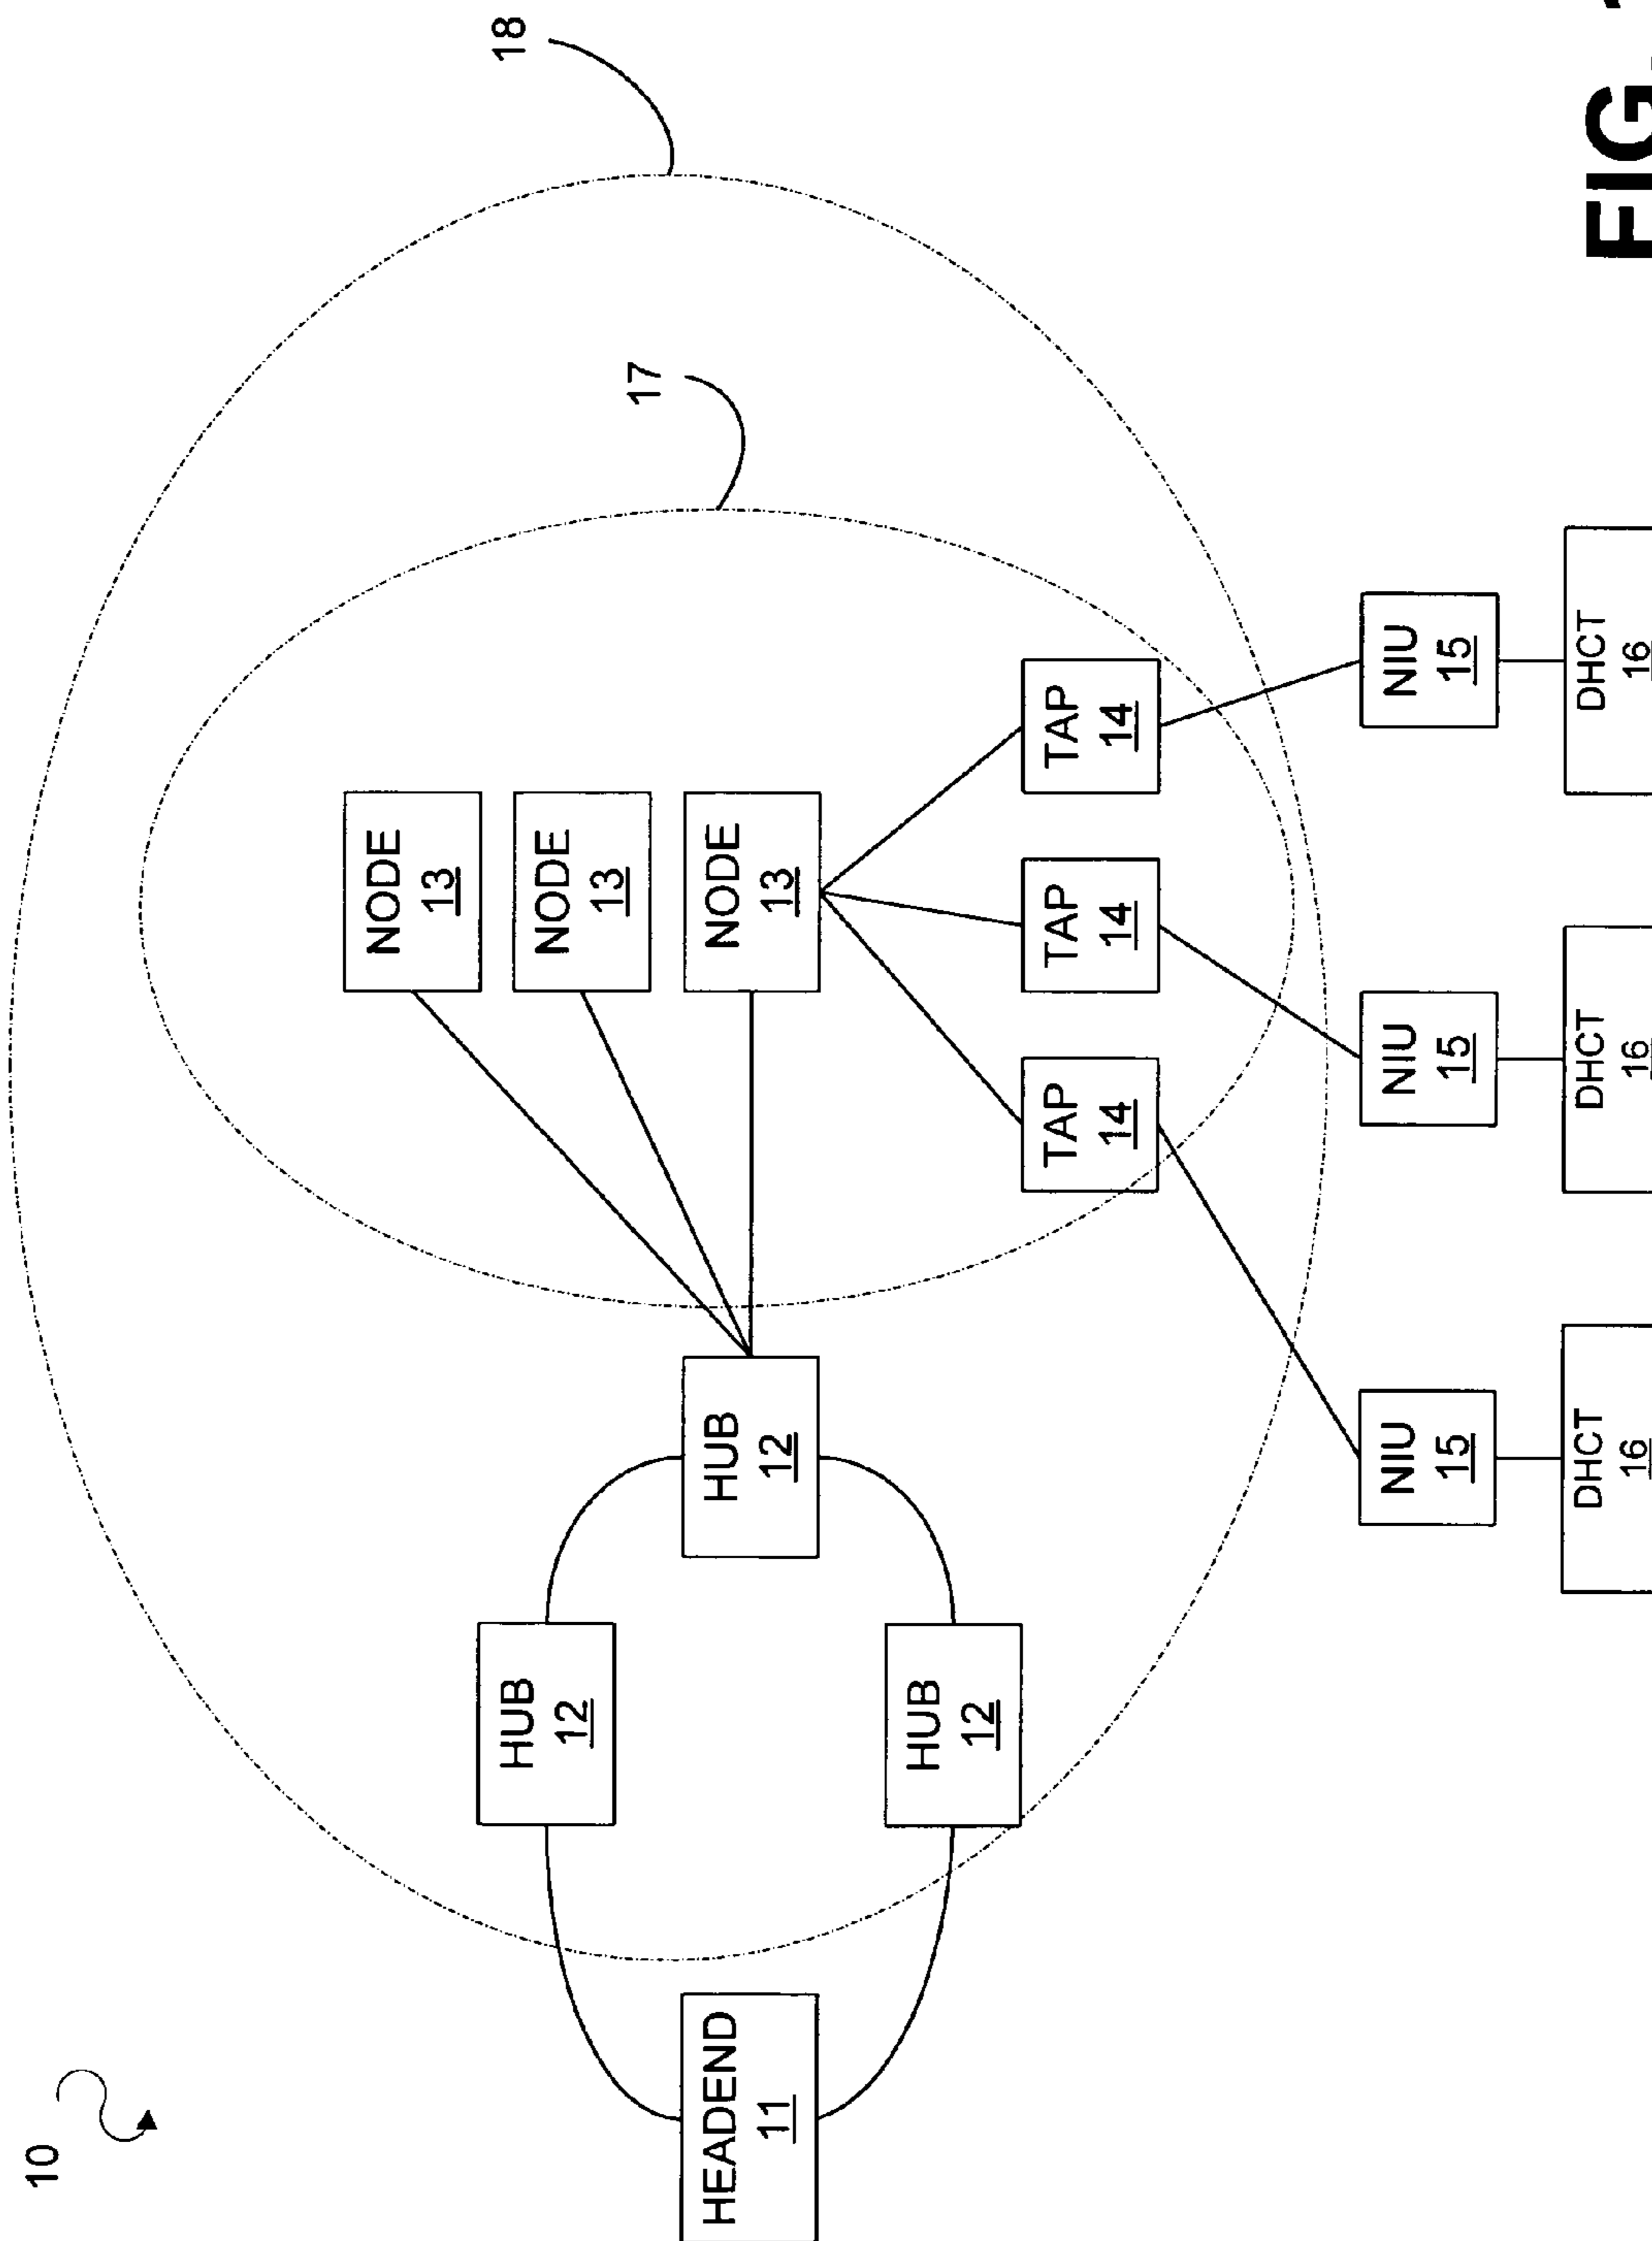 10
NODE
13
18
HUB
12
NODE
13
17
HEADEND
11
HUB
12
NODE
13
HUB
12
TAP
14
TAP
14
TAP
14
NIU
15
NIU
15
NIU
15
DHCT
16
DHCT
16
DHCT
16
FIG.